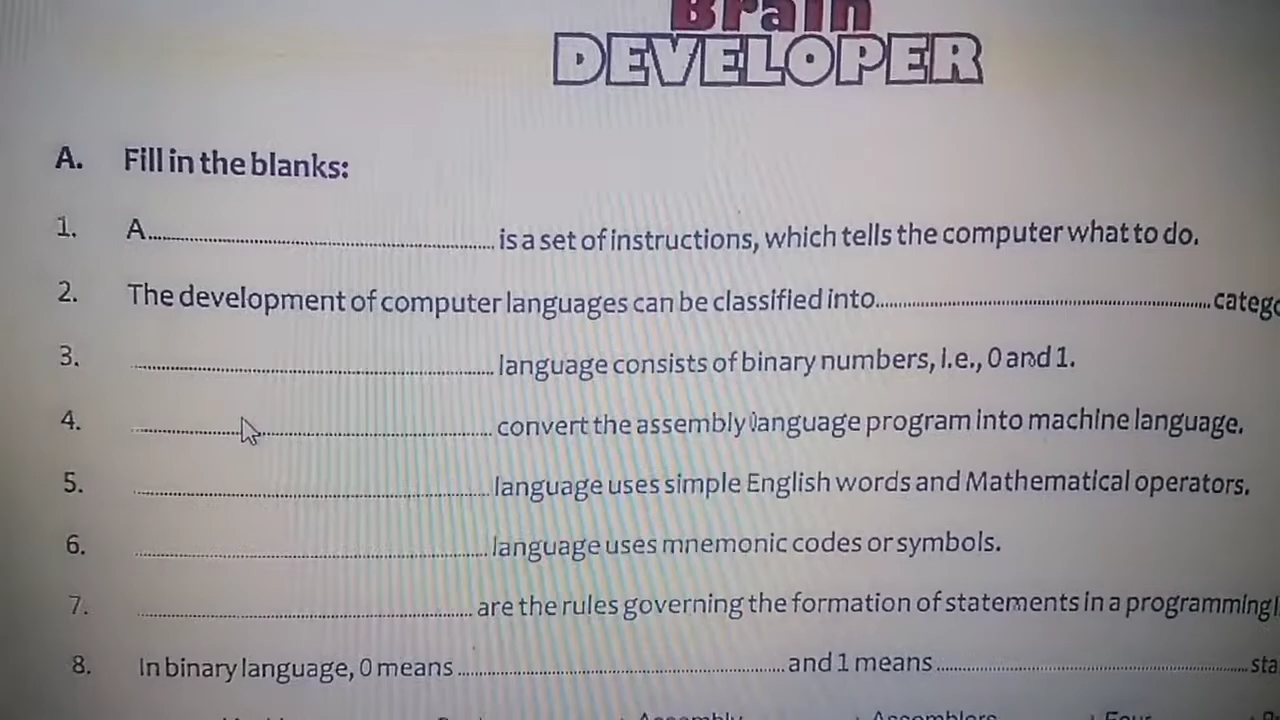 Brain
DEVELOPER
A. Fill in the blanks:
1. A.................... is a set of instructions, which tells the computer what to do.
2. The development of computer languages can be classified into....................
3. .................... language consists of binary numbers, I.e., 0 and 1.
4. .................... convert the assembly language program into machine language.
5. .................... language uses simple English words and Mathematical operators.
6. .................... language uses mnemonic codes or symbols.
7. .................... are the rules governing the formation of statements in a programming
8. In binary language, 0 means .................... and 1 means ....................
Assembly Assemblers Four